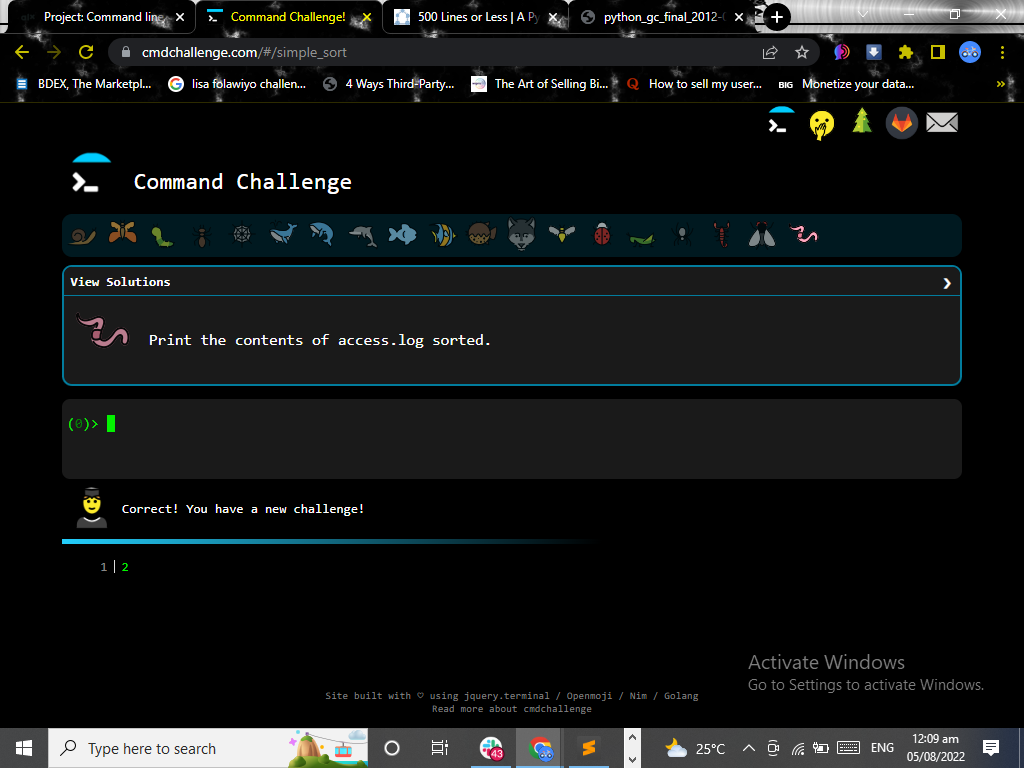 Project: Command line
Command Challenge!
500 Lines or Less | A Py
python_gc_final_2012-0
cmdchallenge.com/#/simple_sort
BDEX, The Marketpl...
lisa folawiyo challen...
4 Ways Third-Party...
The Art of Selling Bi...
How to sell my user...
BIG
Monetize your data...
Command Challenge
View Solutions
Print the contents of access.log sorted.
(0)>
Correct! You have a new challenge!
1 | 2
Activate Windows
Go to Settings to activate Windows.
Site built with ♡ using jquery.terminal / Openmoji / Nim / Golang
Read more about cmdchallenge
Type here to search
43
25°C
ENG
12:09 am
05/08/2022